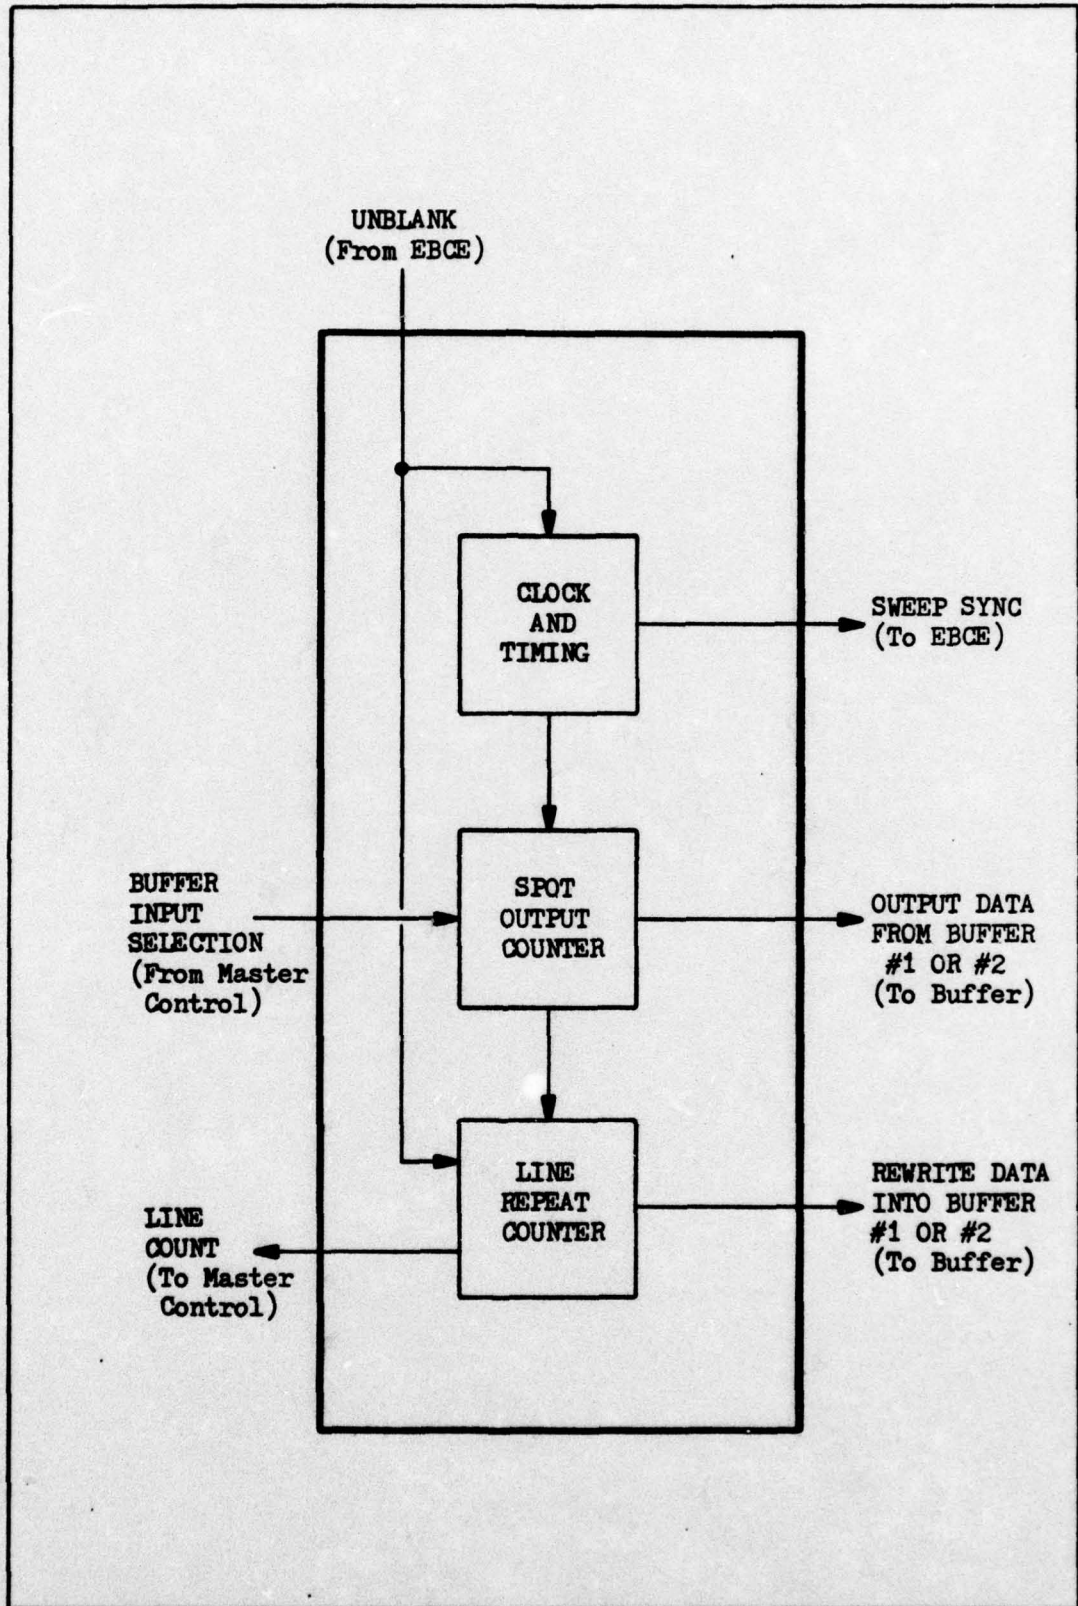 UNBLANK
(From EBCE)
CLOCK
AND
TIMING
SWEEP SYNC
(To EBCE)
BUFFER
INPUT
SELECTION
(From Master
Control)
SPOT
OUTPUT
COUNTER
OUTPUT DATA
FROM BUFFER
#1 OR #2
(To Buffer)
LINE
COUNT
(To Master
Control)
LINE
REPEAT
COUNTER
REWRITE DATA
INTO BUFFER
#1 OR #2
(To Buffer)